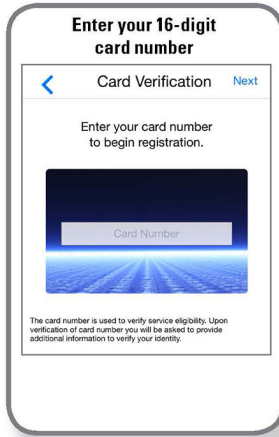 Enter your 16-digit
card number
Card Verification Next
Enter your card number
to begin registration.
Card Number
The card number is used to verify service eligibility. Upon
verification of card number you will be asked to provide
additional information to verify your identity.